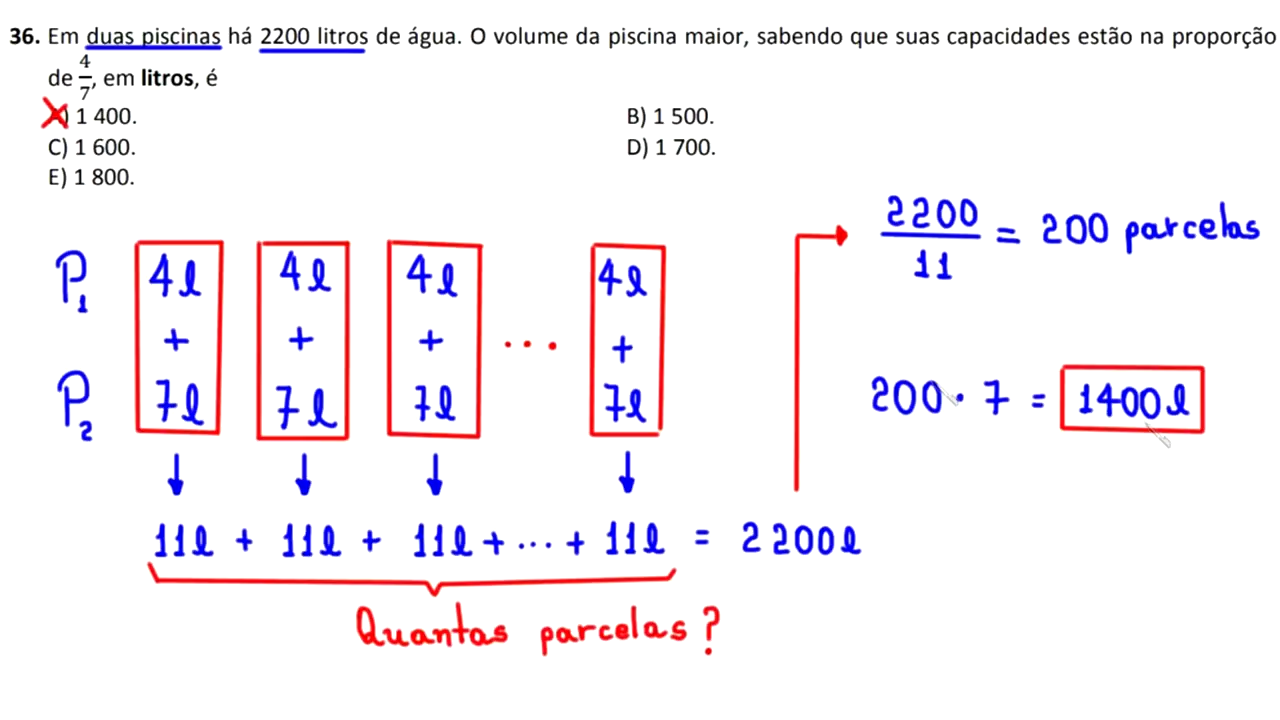 36. Em duas piscinas há 2200 litros de água. O volume da piscina maior, sabendo que suas capacidades estão na proporção
de 4/7, em litros, é
A) 1 400.
B) 1 500.
C) 1 600.
D) 1 700.
E) 1 800.
2200/11 = 200 parcelas
P1 4l 4l 4l 4l
+ + + ... +
P2 7l 7l 7l 7l
200 · 7 = 1400l
11l + 11l + 11l + ... + 11l = 2200l
Quantas parcelas?